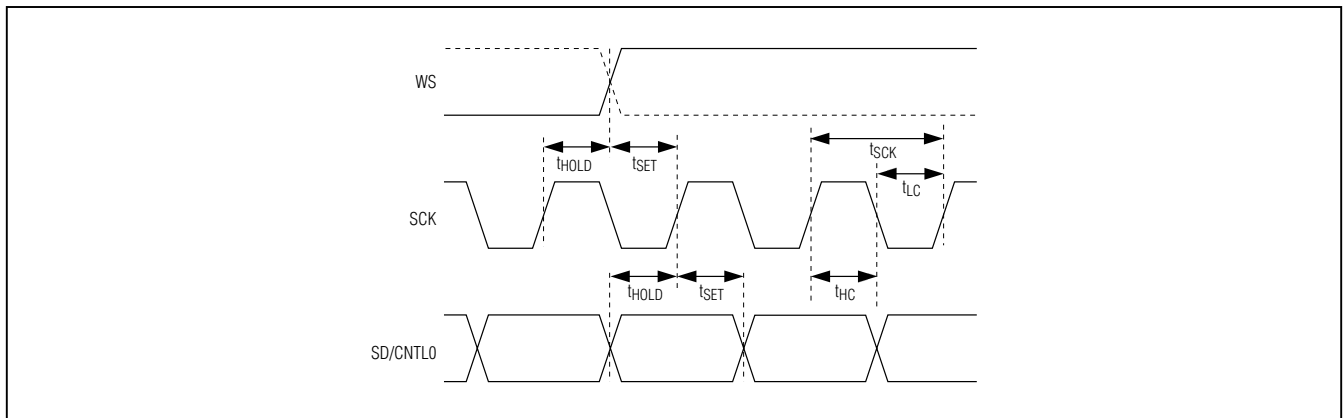 WS
tHOLD
tSET
tSCK
tLC
SCK
tHOLD
tSET
tHC
SD/CNTL0